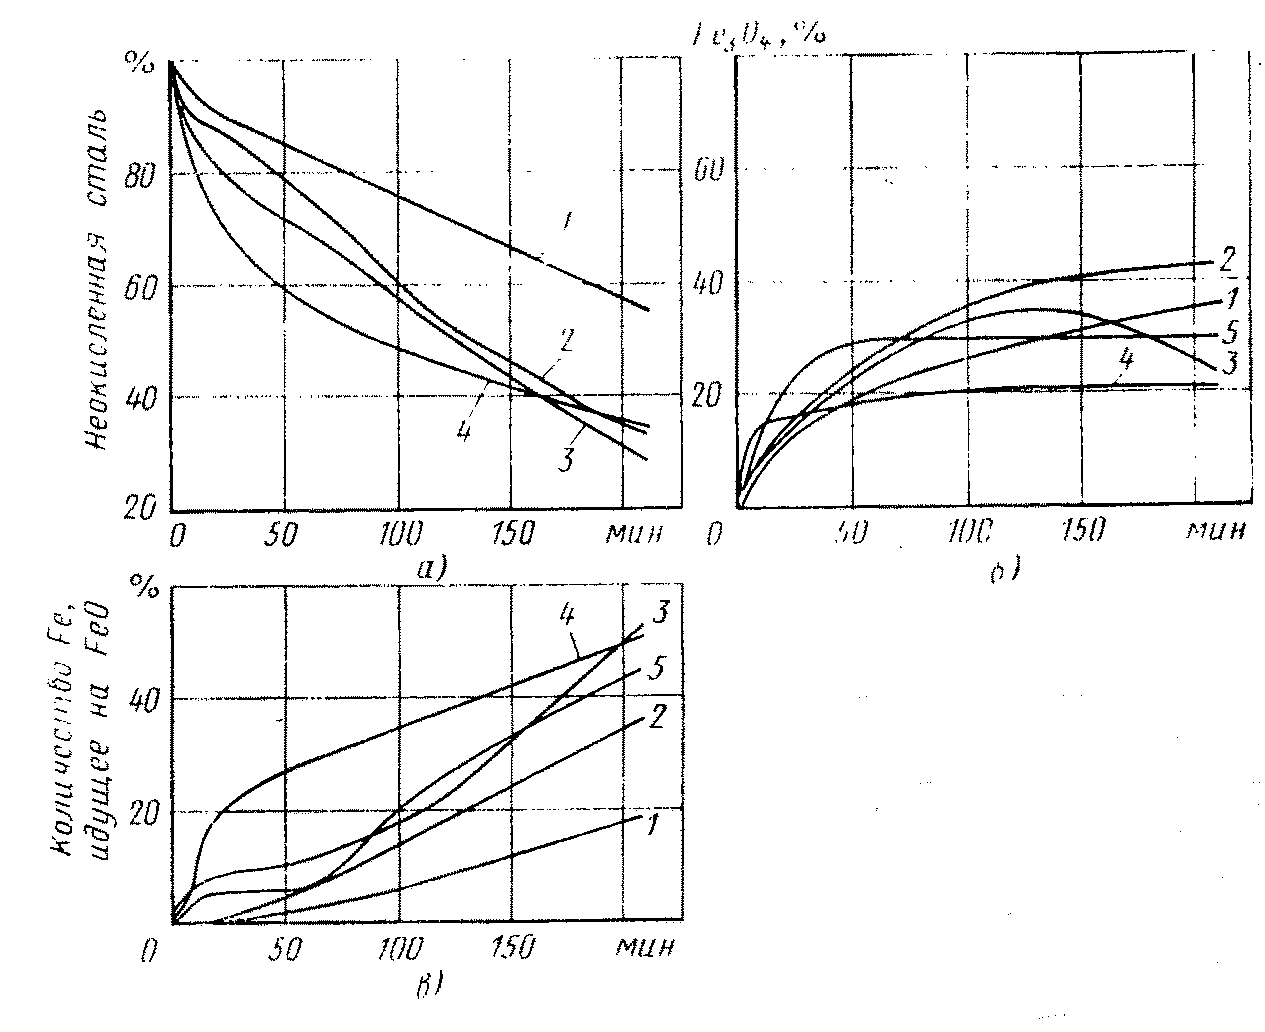 %
Неокисленная сталь
80
60
40
20
0 50 100 150 мин
1
2
3
4
а)
Fe₃O₄, %
60
40
20
0 50 100 150 мин
2
1
5
4
3
б)
%
Количество Fe,
идущее на FeO
40
20
0 50 100 150 мин
4
3
5
2
1
в)